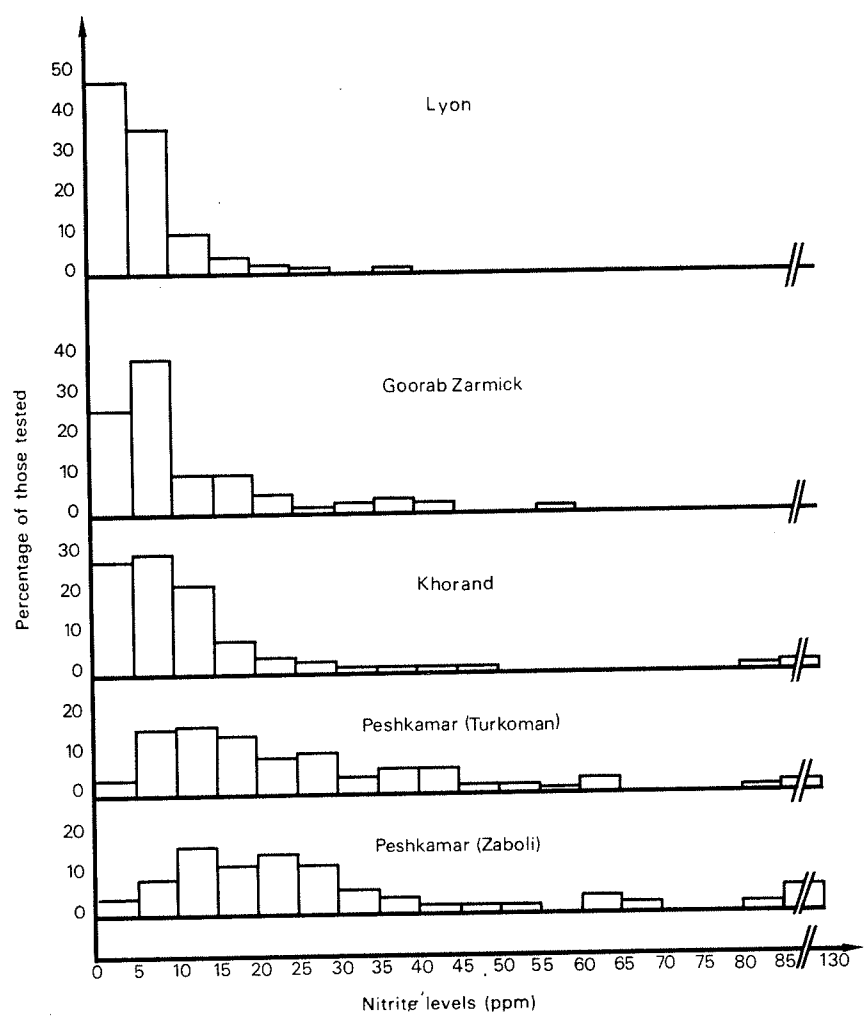 50
40
30
20
10
0
Lyon
40
30
20
10
0
Goorab Zarmick
30
20
10
0
Khorand
20
10
0
Peshkamar (Turkoman)
20
10
0
Peshkamar (Zaboli)
Percentage of those tested
0 5 10 15 20 25 30 35 40 45 50 55 60 65 70 75 80 85 130
Nitrite levels (ppm)